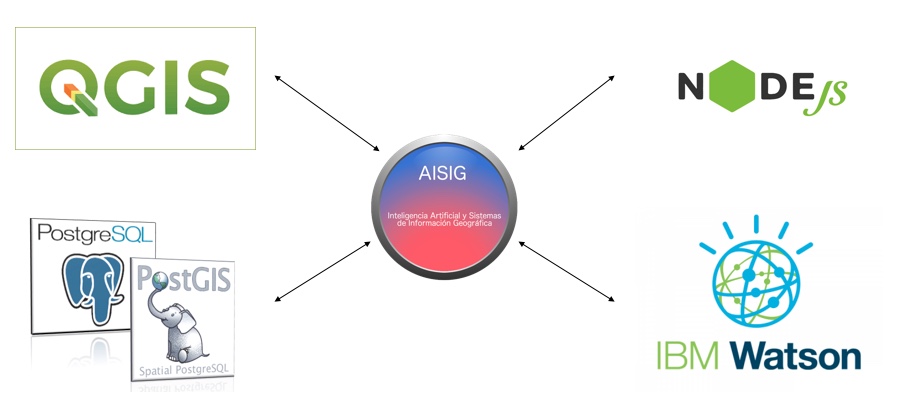 QGIS
NODE
JS
AISIG
Inteligencia Artificial y Sistemas
de Información Geográfica
PostgreSQL
PostGIS
Spatial PostgreSQL
IBM Watson